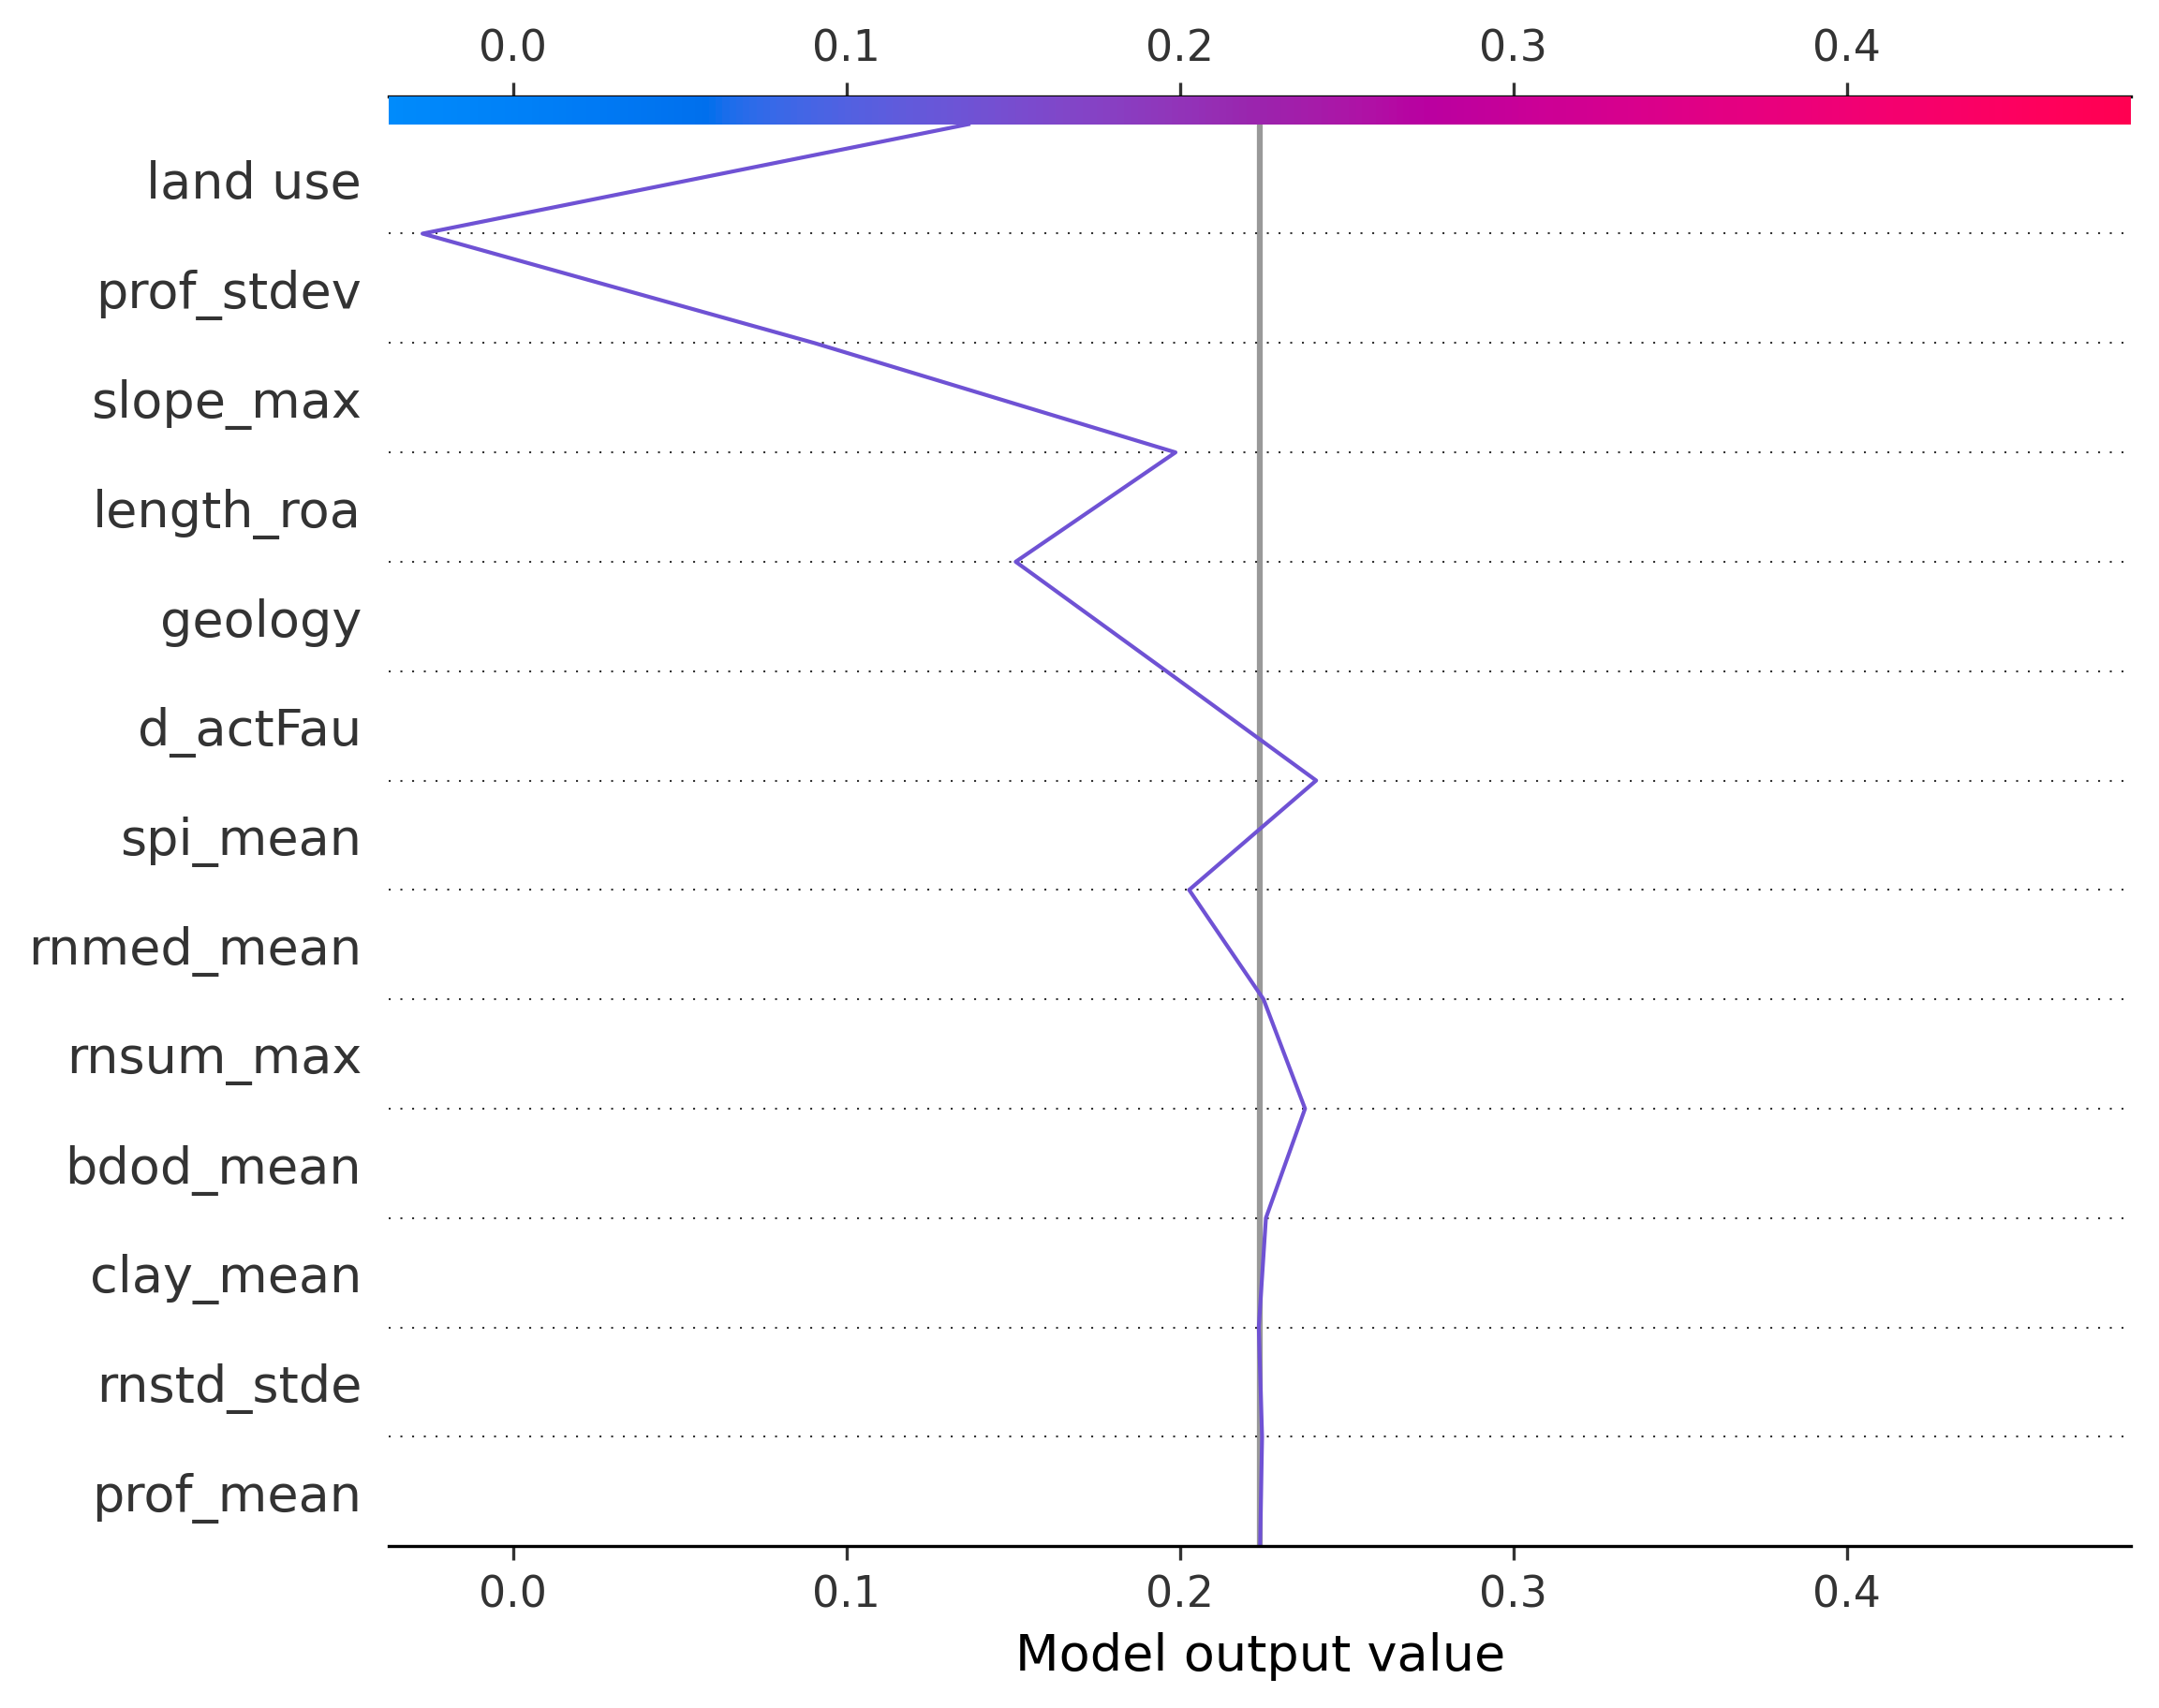 0.0 0.1 0.2 0.3 0.4
land use
prof_stdev
slope_max
length_roa
geology
d_actFau
spi_mean
rnmed_mean
rnsum_max
bdod_mean
clay_mean
rnstd_stde
prof_mean
0.0 0.1 0.2 0.3 0.4
Model output value